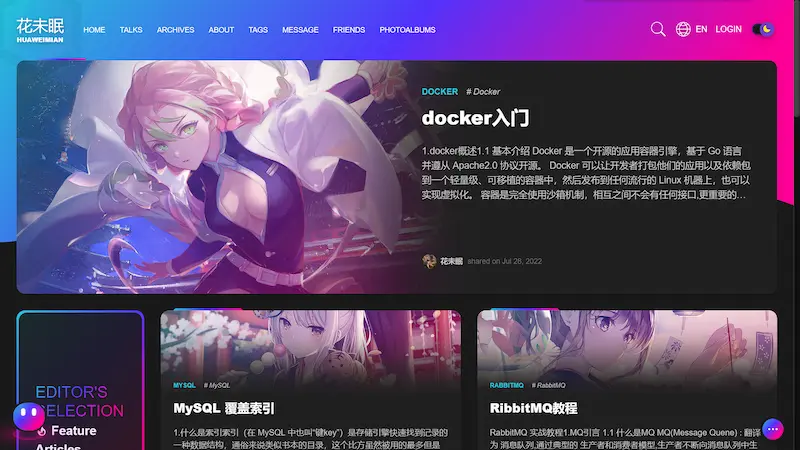 花未眠
HUAWEIMIAN
HOME TALKS ARCHIVES ABOUT TAGS MESSAGE FRIENDS PHOTOALBUMS
EN LOGIN
DOCKER # Docker
docker入门
1.docker概述1.1 基本介绍 Docker 是一个开源的应用容器引擎，基于 Go 语言
并遵从 Apache2.0 协议开源。 Docker 可以让开发者打包他们的应用以及依赖包
到一个轻量级、可移植的容器中，然后发布到任何流行的 Linux 机器上，也可以
实现虚拟化。 容器是完全使用沙箱机制，相互之间不会有任何接口,更重要的…
花未眠 shared on Jul 28, 2022
EDITOR'S
SELECTION
Feature
Articles
MYSQL # MySQL
MySQL 覆盖索引
1.什么是索引索引（在 MySQL 中也叫“键key”）是存储引擎快速找到记录的
一种数据结构，通俗来说类似书本的目录，这个比方虽然被用的最多但是
RABBITMQ # RabbitMQ
RibbitMQ教程
RabbitMQ 实战教程1.MQ引言 1.1 什么是MQ MQ(Message Quene) : 翻译
为 消息队列,通过典型的 生产者和消费者模型,生产者不断向消息队列中生